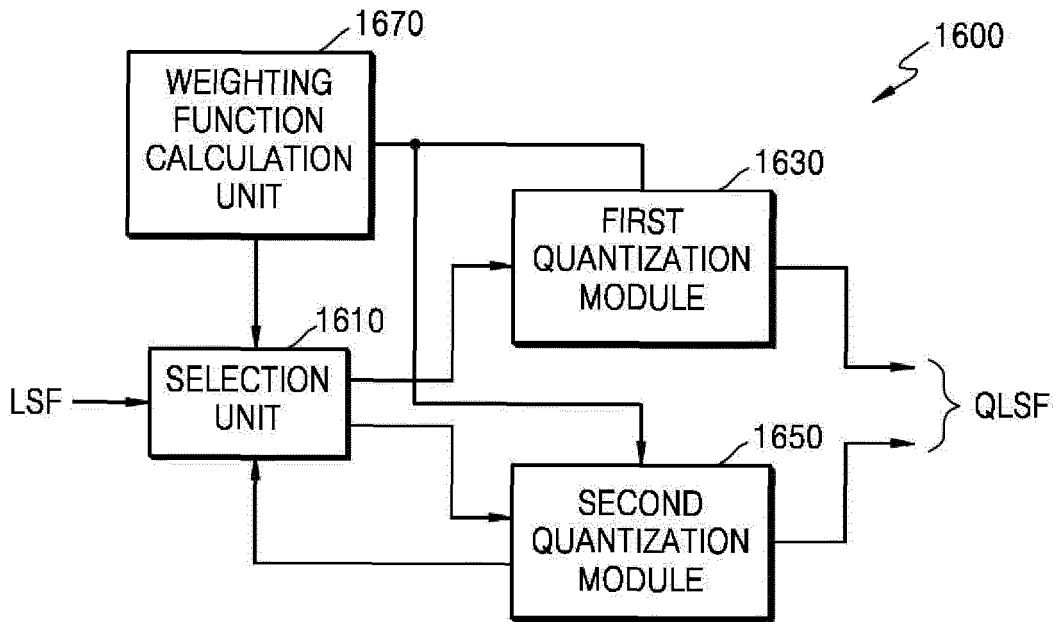 1670
WEIGHTING
FUNCTION
CALCULATION
UNIT
1600
1630
FIRST
QUANTIZATION
MODULE
1610
SELECTION
UNIT
LSF
QLSF
1650
SECOND
QUANTIZATION
MODULE